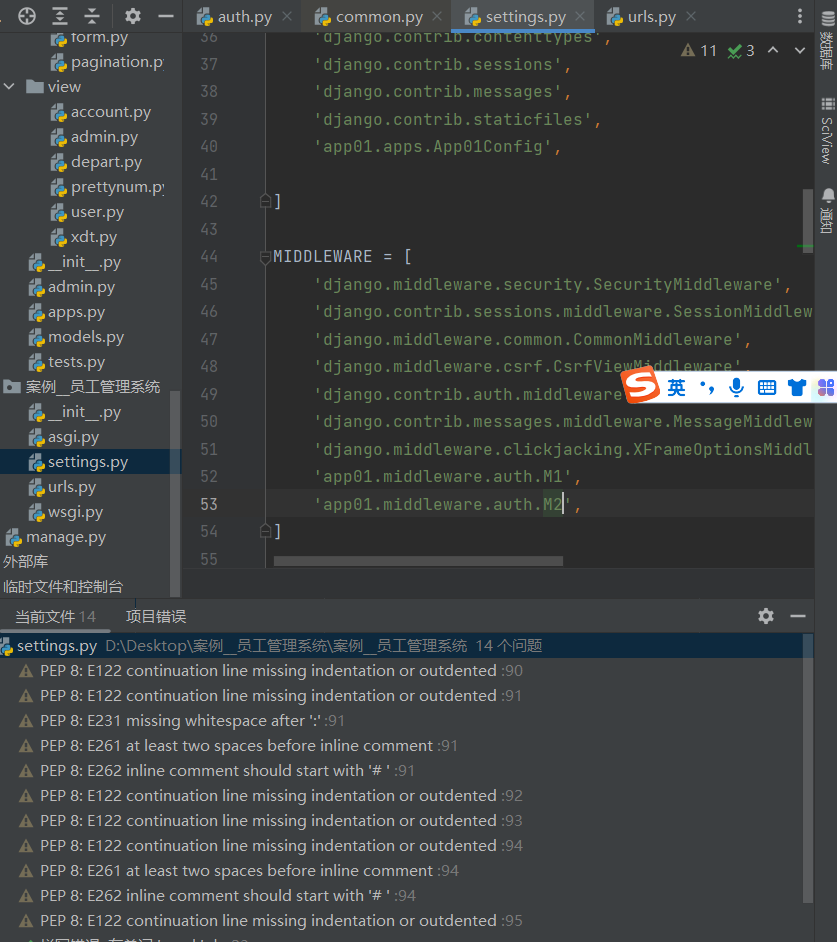 auth.py
common.py
settings.py
urls.py
form.py
pagination.py
view
account.py
admin.py
depart.py
prettynum.py
user.py
xdt.py
__init__.py
admin.py
apps.py
models.py
tests.py
案例__员工管理系统
__init__.py
asgi.py
settings.py
urls.py
wsgi.py
manage.py
外部库
临时文件和控制台
11 3
36 'django.contrib.contenttypes',
37 'django.contrib.sessions',
38 'django.contrib.messages',
39 'django.contrib.staticfiles',
40 'app01.apps.App01Config',
41
42 ]
43
44 MIDDLEWARE = [
45 'django.middleware.security.SecurityMiddleware',
46 'django.contrib.sessions.middleware.SessionMiddlew
47 'django.middleware.common.CommonMiddleware',
48 'django.middleware.csrf.CsrfViewMiddleware',
49 'django.contrib.auth.middleware.
50 'django.contrib.messages.middleware.MessageMiddlew
51 'django.middleware.clickjacking.XFrameOptionsMiddl
52 'app01.middleware.auth.M1',
53 'app01.middleware.auth.M2',
54 ]
55
数据库
SciView
通知
S 英
当前文件 14 项目错误
settings.py D:\Desktop\案例__员工管理系统\案例__员工管理系统 14 个问题
PEP 8: E122 continuation line missing indentation or outdented :90
PEP 8: E122 continuation line missing indentation or outdented :91
PEP 8: E231 missing whitespace after ':' :91
PEP 8: E261 at least two spaces before inline comment :91
PEP 8: E262 inline comment should start with '# ' :91
PEP 8: E122 continuation line missing indentation or outdented :92
PEP 8: E122 continuation line missing indentation or outdented :93
PEP 8: E122 continuation line missing indentation or outdented :94
PEP 8: E261 at least two spaces before inline comment :94
PEP 8: E262 inline comment should start with '# ' :94
PEP 8: E122 continuation line missing indentation or outdented :95